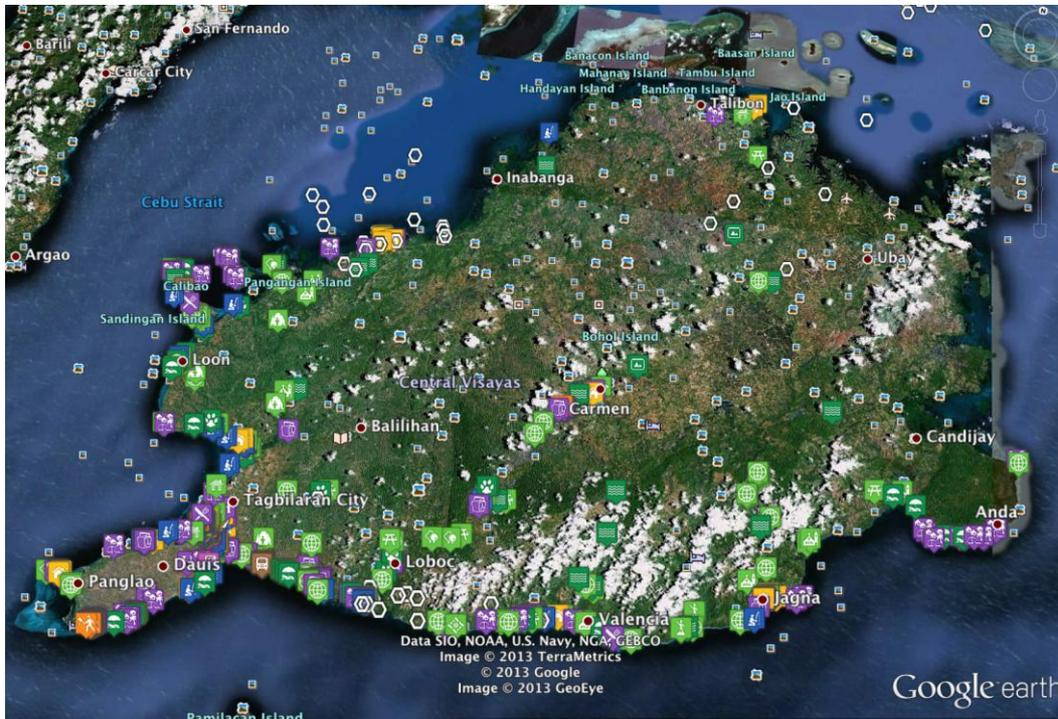 San Fernando
Barili
Carcar City
Banacon Island
Baasan Island
Mahanay Island
Tambu Island
Handayan Island
Banbanon Island
Jao Island
Talibon
Inabanga
Cebu Strait
Argao
Ubay
Calibao
Pangangan Island
Sandingan Island
Bohol Island
Loon
Central Visayas
Carmen
Balilihan
Candijay
Tagbilaran City
Anda
Dauis
Loboc
Panglao
Jagna
Valencia
Data SIO, NOAA, U.S. Navy, NGA, GEBCO
Image © 2013 TerraMetrics
© 2013 Google
Image © 2013 GeoEye
Google earth
Pamilacan Island